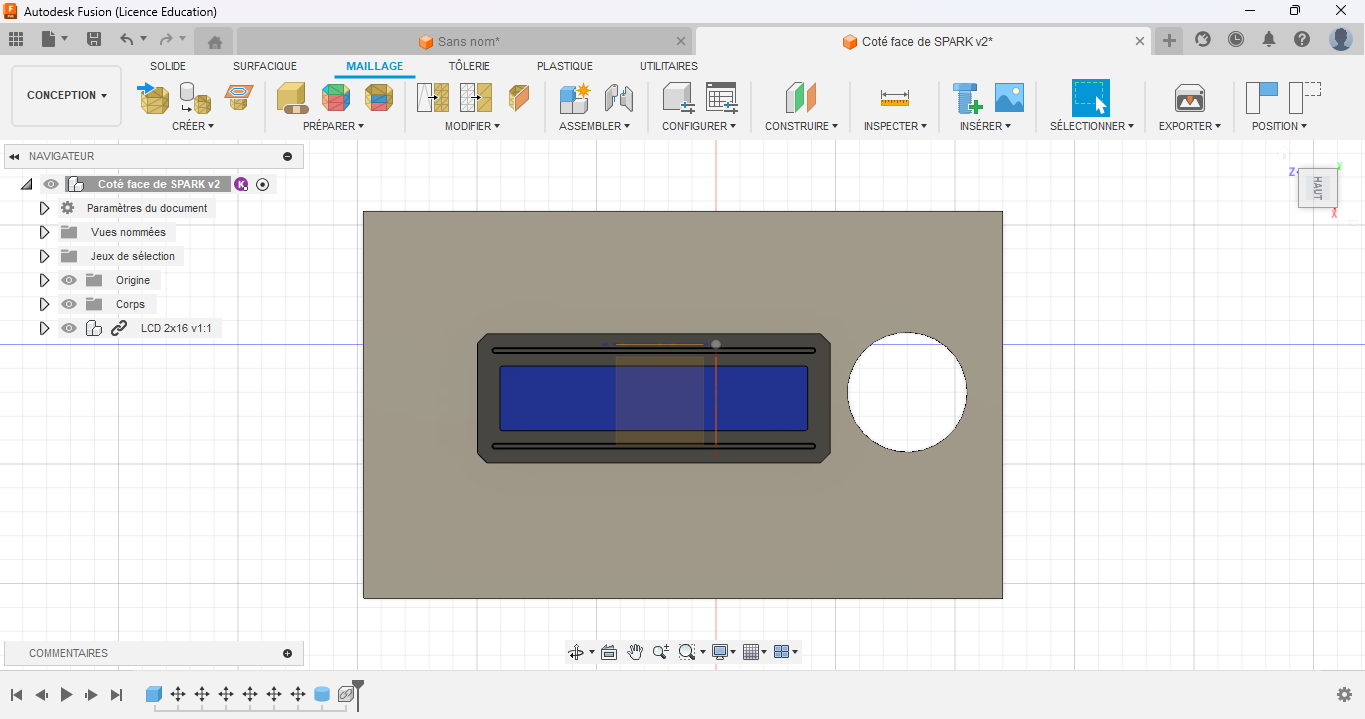 Autodesk Fusion (Licence Education)
Sans nom*
Coté face de SPARK v2*
SOLIDE SURFACIQUE MAILLAGE TÔLERIE PLASTIQUE UTILITAIRES
CONCEPTION
CRÉER PRÉPARER MODIFIER ASSEMBLER CONFIGURER CONSTRUIRE INSPECTER INSÉRER SÉLECTIONNER EXPORTER POSITION
NAVIGATEUR
Coté face de SPARK v2 K
Paramètres du document
Vues nommées
Jeux de sélection
Origine
Corps
LCD 2x16 v1:1
Z
Y
HAUT
X
COMMENTAIRES